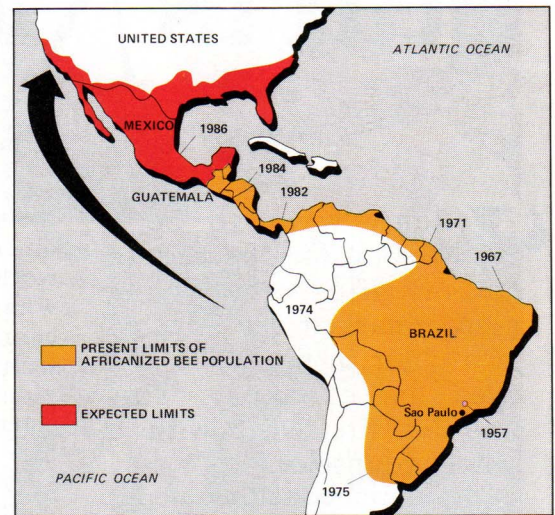 UNITED STATES
ATLANTIC OCEAN
MEXICO
1986
1984
GUATEMALA
1982
1971
1967
1974
BRAZIL
PRESENT LIMITS OF
AFRICANIZED BEE POPULATION
EXPECTED LIMITS
Sao Paulo
1957
PACIFIC OCEAN
1975